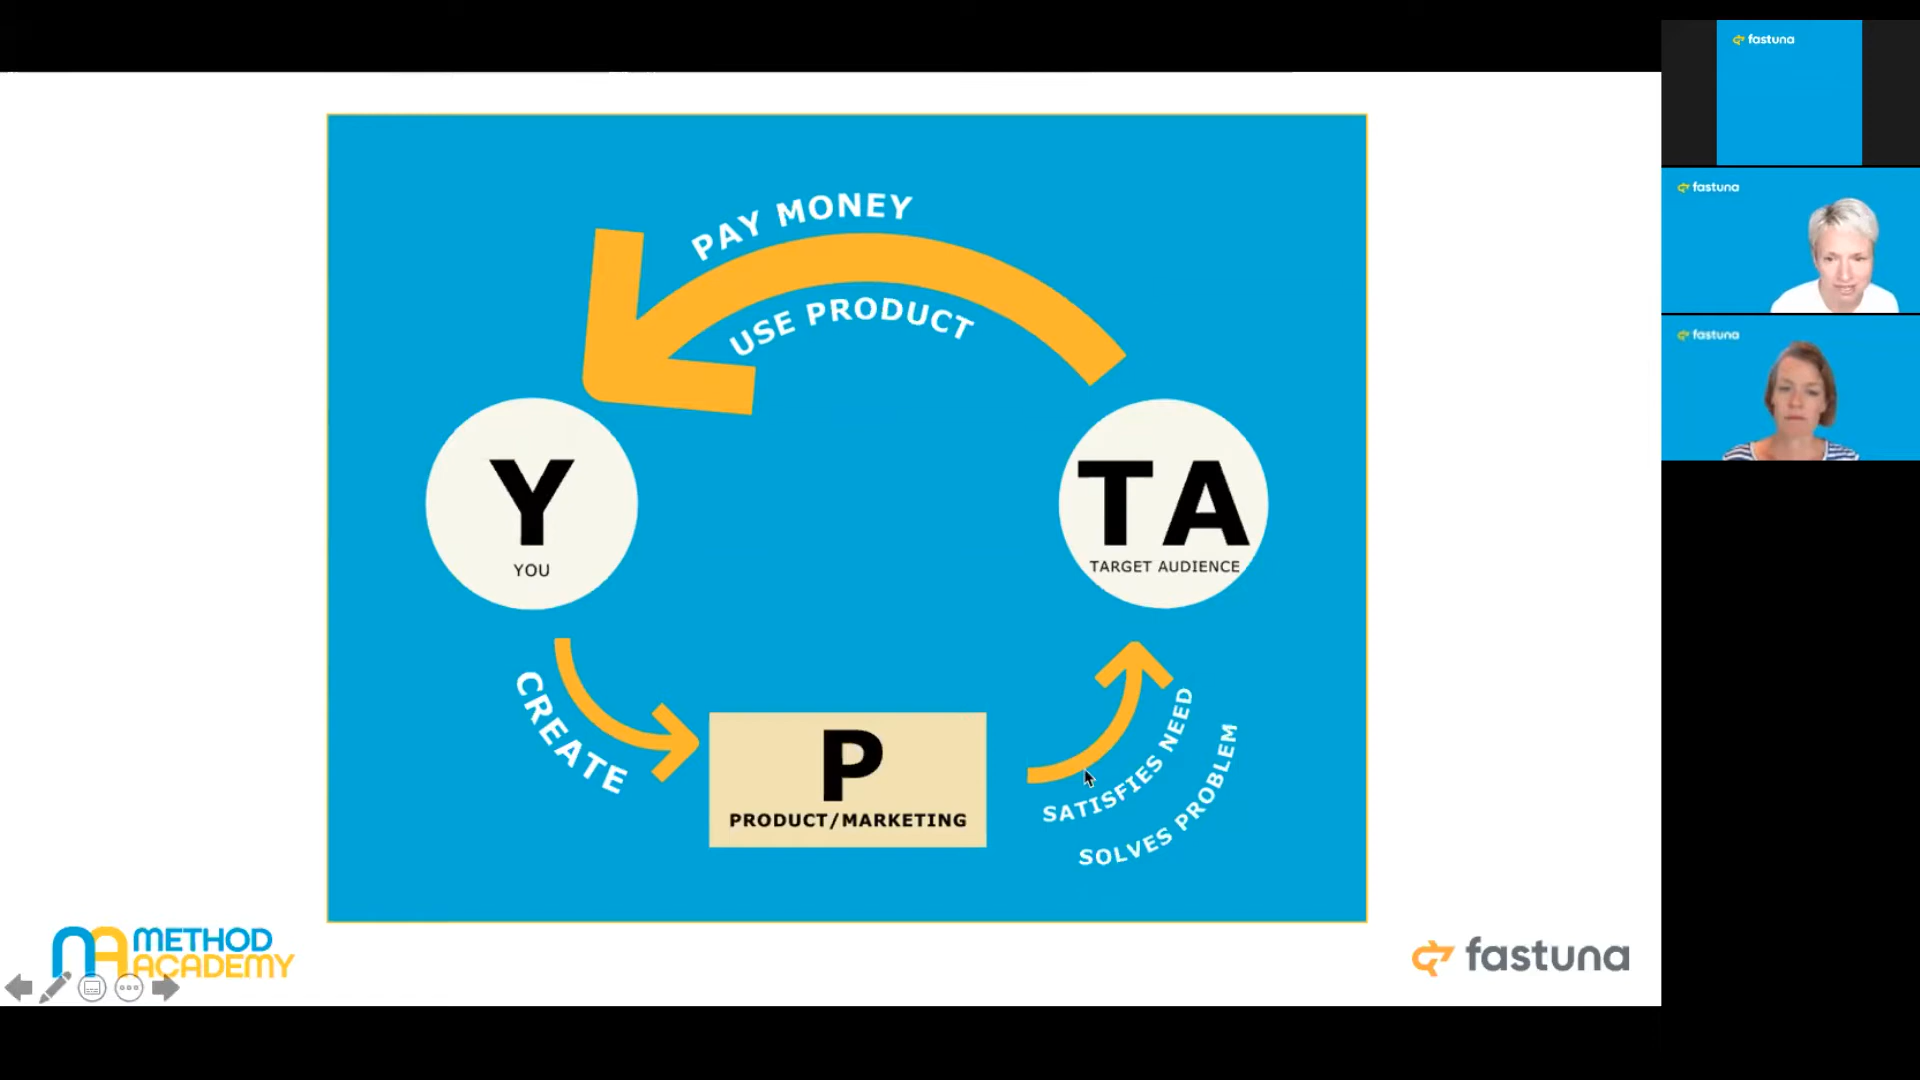 PAY MONEY
USE PRODUCT
Y
YOU
TA
TARGET AUDIENCE
CREATE
P
PRODUCT/MARKETING
SATISFIES NEED
SOLVES PROBLEM
METHOD
ACADEMY
fastuna
fastuna
fastuna
fastuna